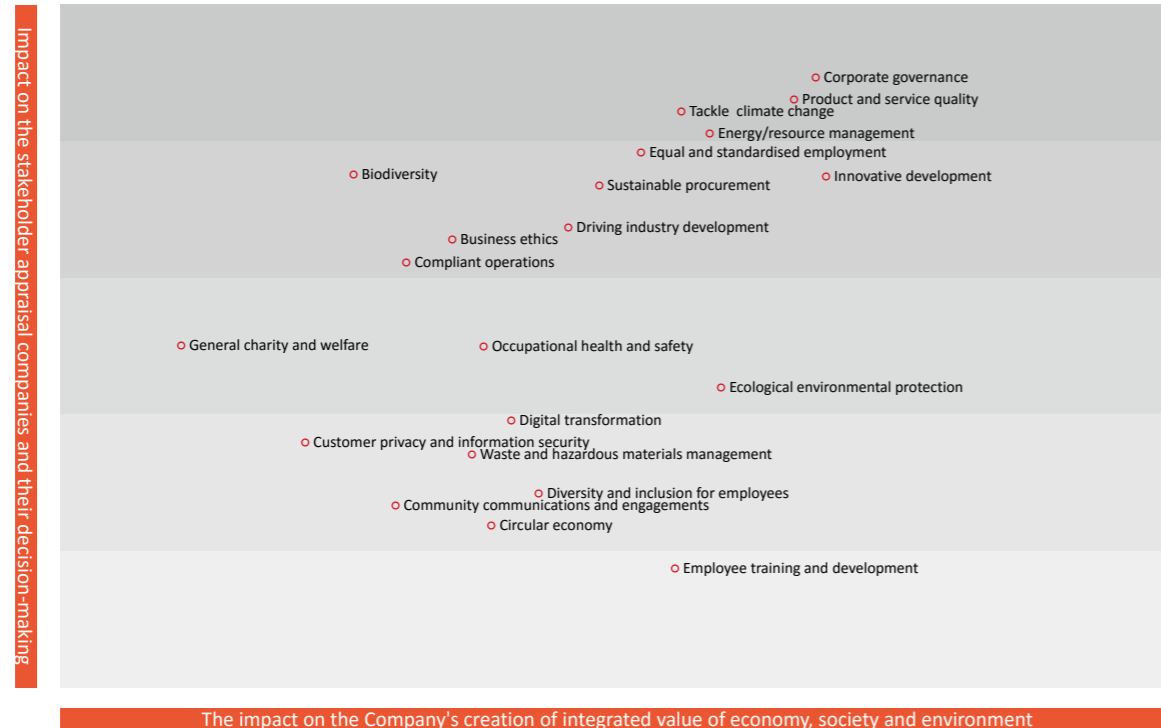 Impact on the stakeholder appraisal companies and their decision-making
Corporate governance
Product and service quality
Tackle climate change
Energy/resource management
Equal and standardised employment
Biodiversity
Innovative development
Sustainable procurement
Driving industry development
Business ethics
Compliant operations
General charity and welfare
Occupational health and safety
Ecological environmental protection
Digital transformation
Customer privacy and information security
Waste and hazardous materials management
Diversity and inclusion for employees
Community communications and engagements
Circular economy
Employee training and development
The impact on the Company's creation of integrated value of economy, society and environment